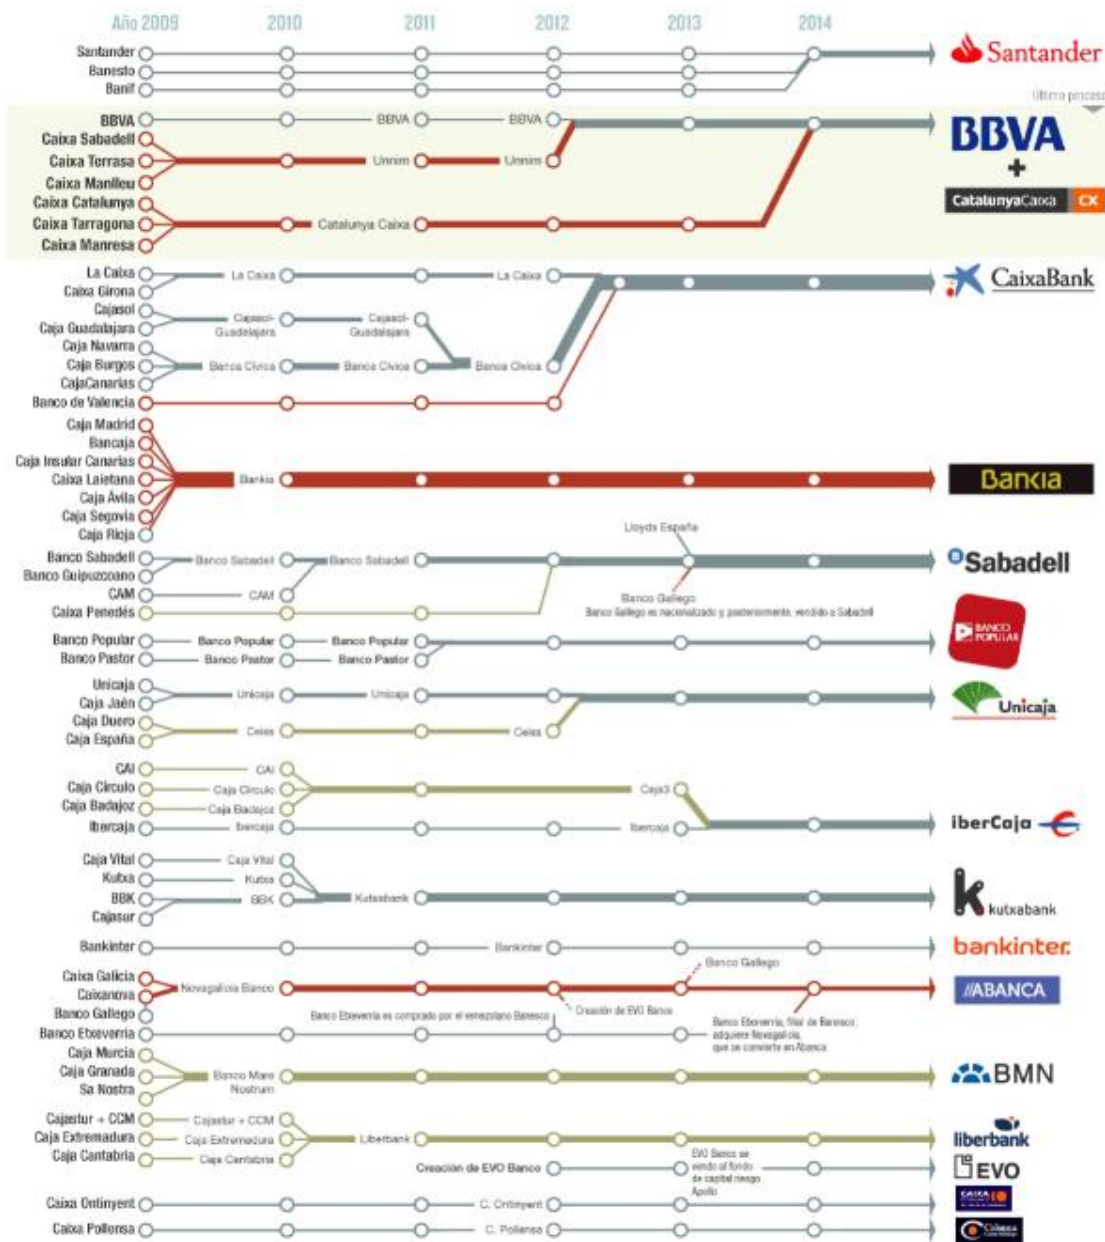 Año 2009 2010 2011 2012 2013 2014
Santander
Banesto
Banif
Santander
Último proceso
BBVA BBVA BBVA
Caixa Sabadell
Caixa Terrasa Unnim Unnim
Caixa Manlleu
Caixa Catalunya
Caixa Tarragona Catalunya Caixa
Caixa Manresa
BBVA
+
CatalunyaCaixa CX
La Caixa La Caixa La Caixa
Caixa Girona
CaixaBank
Cajasol
Caja Guadalajara
Cajasol-
Guadalajara
Cajasol-
Guadalajara
Caja Navarra
Caja Burgos Banca Cívica Banca Cívica Banca Cívica
CajaCanarias
Banco de Valencia
Caja Madrid
Bancaja
Caja Insular Canarias
Caixa Laietana Bankia
Caja Ávila
Caja Segovia
Caja Rioja
Bankia
Lloyds España
Banco Sabadell Banco Sabadell Banco Sabadell
Banco Guipuzcoano
CAM CAM
Caixa Penedés
Banco Gallego
Banco Gallego es nacionalizado y posteriormente, vendido a Sabadell
Sabadell
Banco Popular Banco Popular Banco Popular
Banco Pastor Banco Pastor Banco Pastor
BANCO
POPULAR
Unicaja
Caja Jaén
Unicaja Unicaja
Caja Duero
Caja España
Ceiss Ceiss
Unicaja
CAI CAI
Caja Círculo Caja Círculo Caja3
Caja Badajoz Caja Badajoz
Ibercaja Ibercaja Ibercaja
iberCaja
Caja Vital Caja Vital
Kutxa Kutxa
BBK BBK Kutxabank
Cajasur
kutxabank
Bankinter Bankinter
bankinter.
Caixa Galicia
Caixanova
Novagalicia Banco
Banco Gallego
Banco Gallego
Creación de EVO Banco
//ABANCA
Banco Etxeverria
Banco Etxeverria es comprado por el venezolano Banesco
Banco Etxeverria, filial de Banesco,
adquiere Novagalicia,
que se convierte en Abanca
Caja Murcia
Caja Granada
Sa Nostra
Banco Mare
Nostrum
BMN
Cajastur + CCM Cajastur + CCM
Caja Extremadura Caja Extremadura Liberbank
Caja Cantabria Caja Cantabria
liberbank
Creación de EVO Banco
EVO Banco se
vende al fondo
de capital riesgo
Apollo
EVO
Caixa Ontinyent C. Ontinyent
CAIXA
Caixa Pollensa C. Pollensa
Colonya